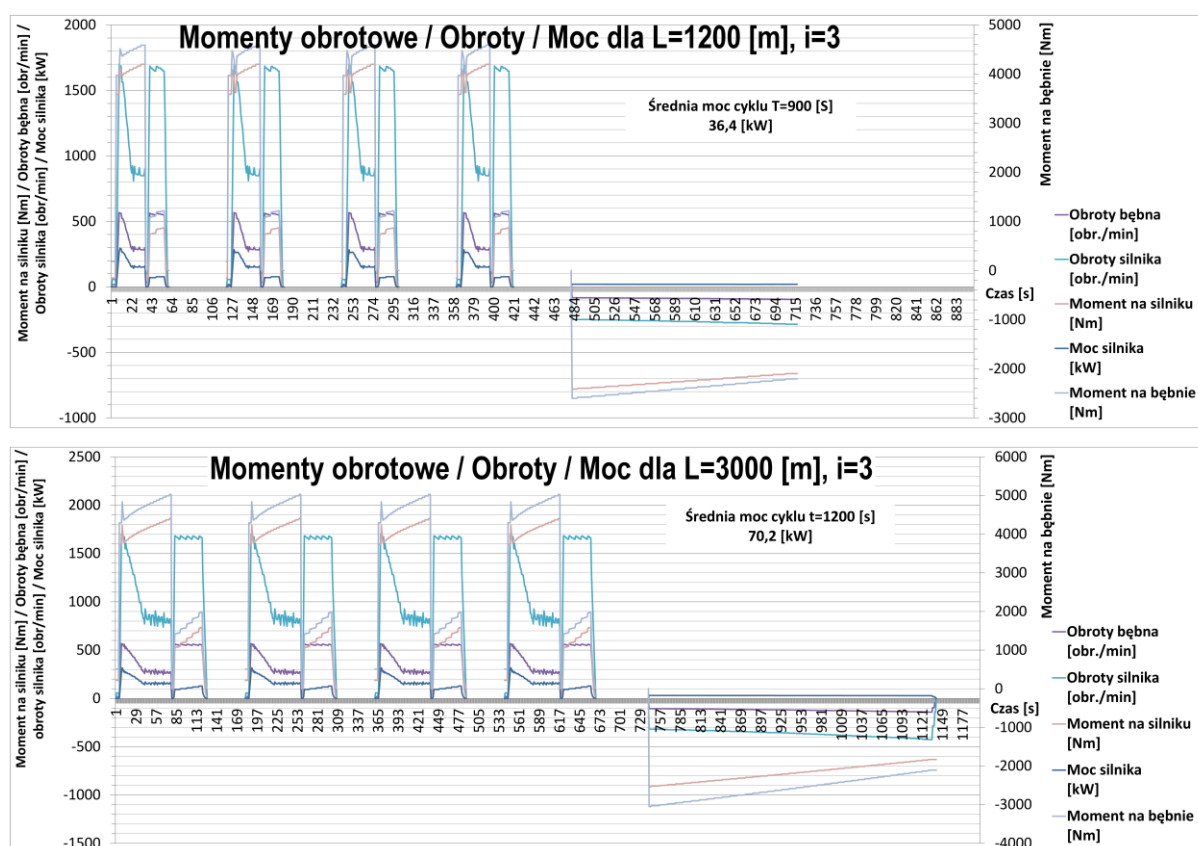 Momenty obrotowe / Obroty / Moc dla L=1200 [m], i=3
Moment na silniku [Nm] / Obroty bębna [obr/min] /
Obroty silnika [obr/min] / Moc silnika [kW]
2000
1500
1000
500
0
-500
-1000
Średnia moc cyklu T=900 [S]
36,4 [kW]
5000
4000
3000
2000
1000
0
-1000
-2000
-3000
Moment na bębnie [Nm]
Czas [s]
1 22 43 64 85 106 127 148 169 190 211 232 253 274 295 316 337 358 379 400 421 442 463 484 505 526 547 568 589 610 631 652 673 694 715 736 757 778 799 820 841 862 883
Obroty bębna
[obr./min]
Obroty silnika
[obr./min]
Moment na silniku
[Nm]
Moc silnika
[kW]
Moment na bębnie
[Nm]
Momenty obrotowe / Obroty / Moc dla L=3000 [m], i=3
Moment na silniku [Nm] / Obroty bębna [obr/min] /
obroty silnika [obr/min] / Moc silnika [kW]
2500
2000
1500
1000
500
0
-500
-1000
-1500
Średnia moc cyklu t=1200 [s]
70,2 [kW]
6000
5000
4000
3000
2000
1000
0
-1000
-2000
-3000
-4000
Moment na bębnie [Nm]
Czas [s]
1 29 57 85 113 141 169 197 225 253 281 309 337 365 393 421 449 477 505 533 561 589 617 645 673 701 729 757 785 813 841 869 897 925 953 981 1009 1037 1065 1093 1121 1149 1177
Obroty bębna
[obr./min]
Obroty silnika
[obr./min]
Moment na silniku
[Nm]
Moc silnika
[kW]
Moment na bębnie
[Nm]